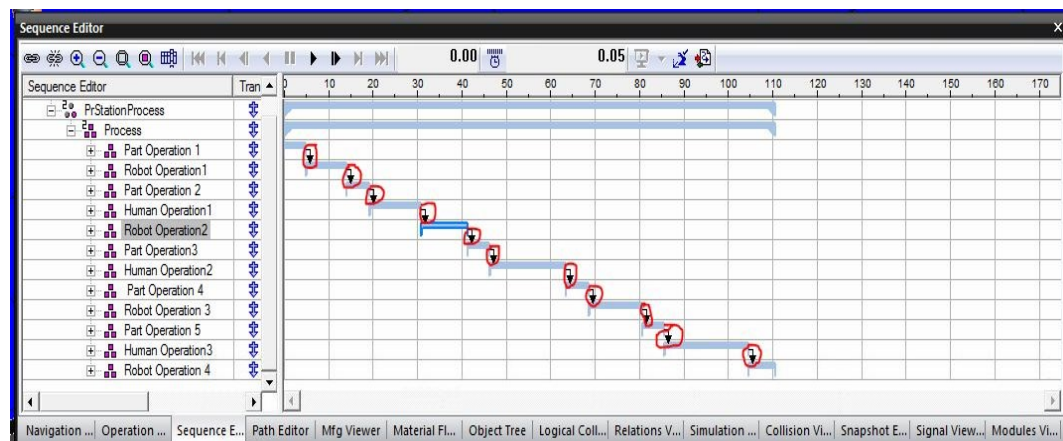 Sequence Editor
x
0.00
0.05
Sequence Editor
Tran
0 10 20 30 40 50 60 70 80 90 100 110 120 130 140 150 160 170
PrStationProcess
Process
Part Operation 1
Robot Operation1
Part Operation 2
Human Operation1
Robot Operation2
Part Operation3
Human Operation2
Part Operation 4
Robot Operation 3
Part Operation 5
Human Operation3
Robot Operation 4
Navigation ... Operation ... Sequence E... Path Editor Mfg Viewer Material Fl... Object Tree Logical Coll... Relations V... Simulation ... Collision Vi... Snapshot E... Signal View... Modules Vi...